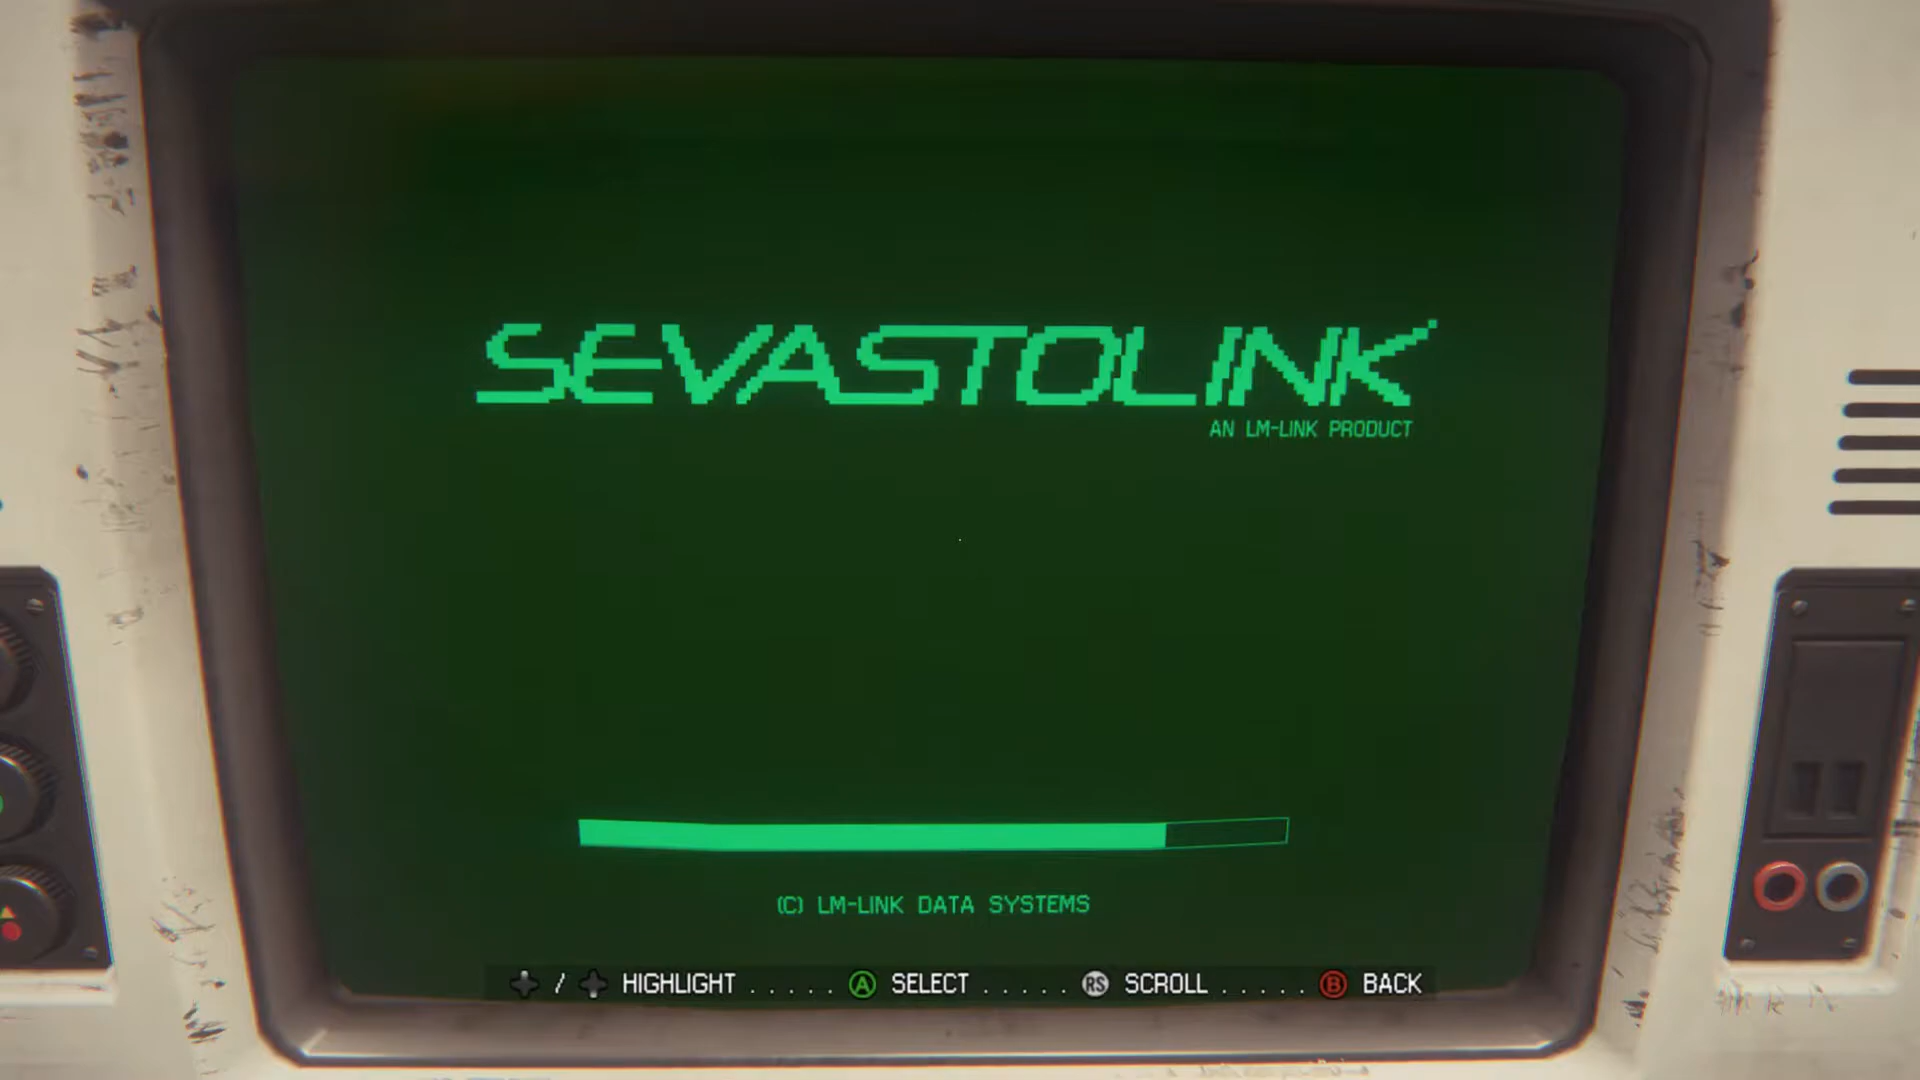 SEVASTOLINK
AN LM-LINK PRODUCT
(C) LM-LINK DATA SYSTEMS
/ HIGHLIGHT ..... A SELECT ..... RS SCROLL ..... B BACK